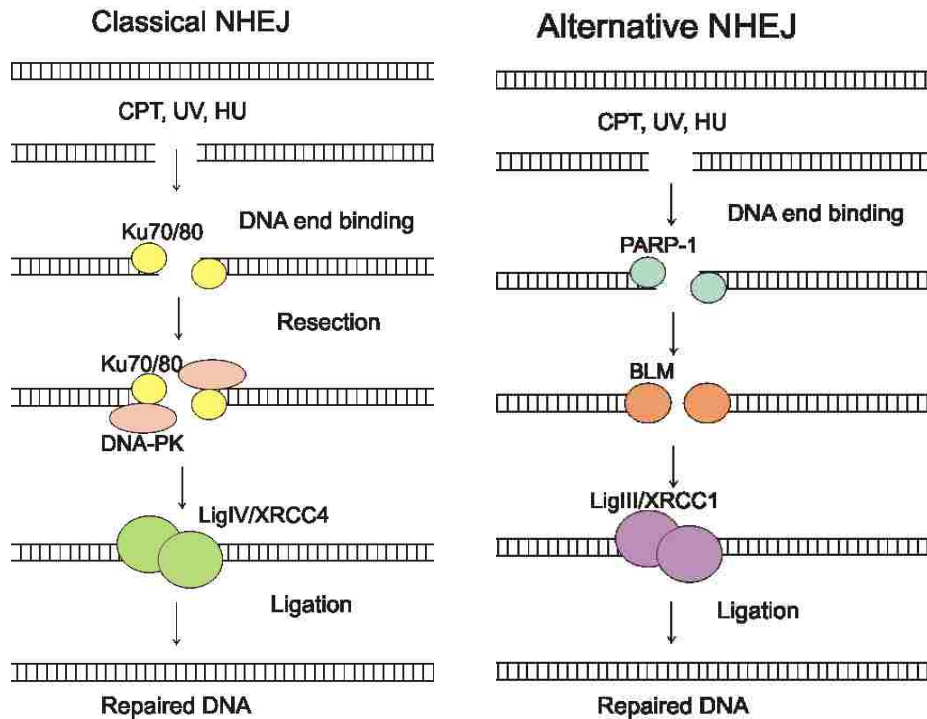 Classical NHEJ
CPT, UV, HU
DNA end binding
Ku70/80
Resection
Ku70/80
DNA-PK
LigIV/XRCC4
Ligation
Repaired DNA
Alternative NHEJ
CPT, UV, HU
DNA end binding
PARP-1
BLM
LigIII/XRCC1
Ligation
Repaired DNA